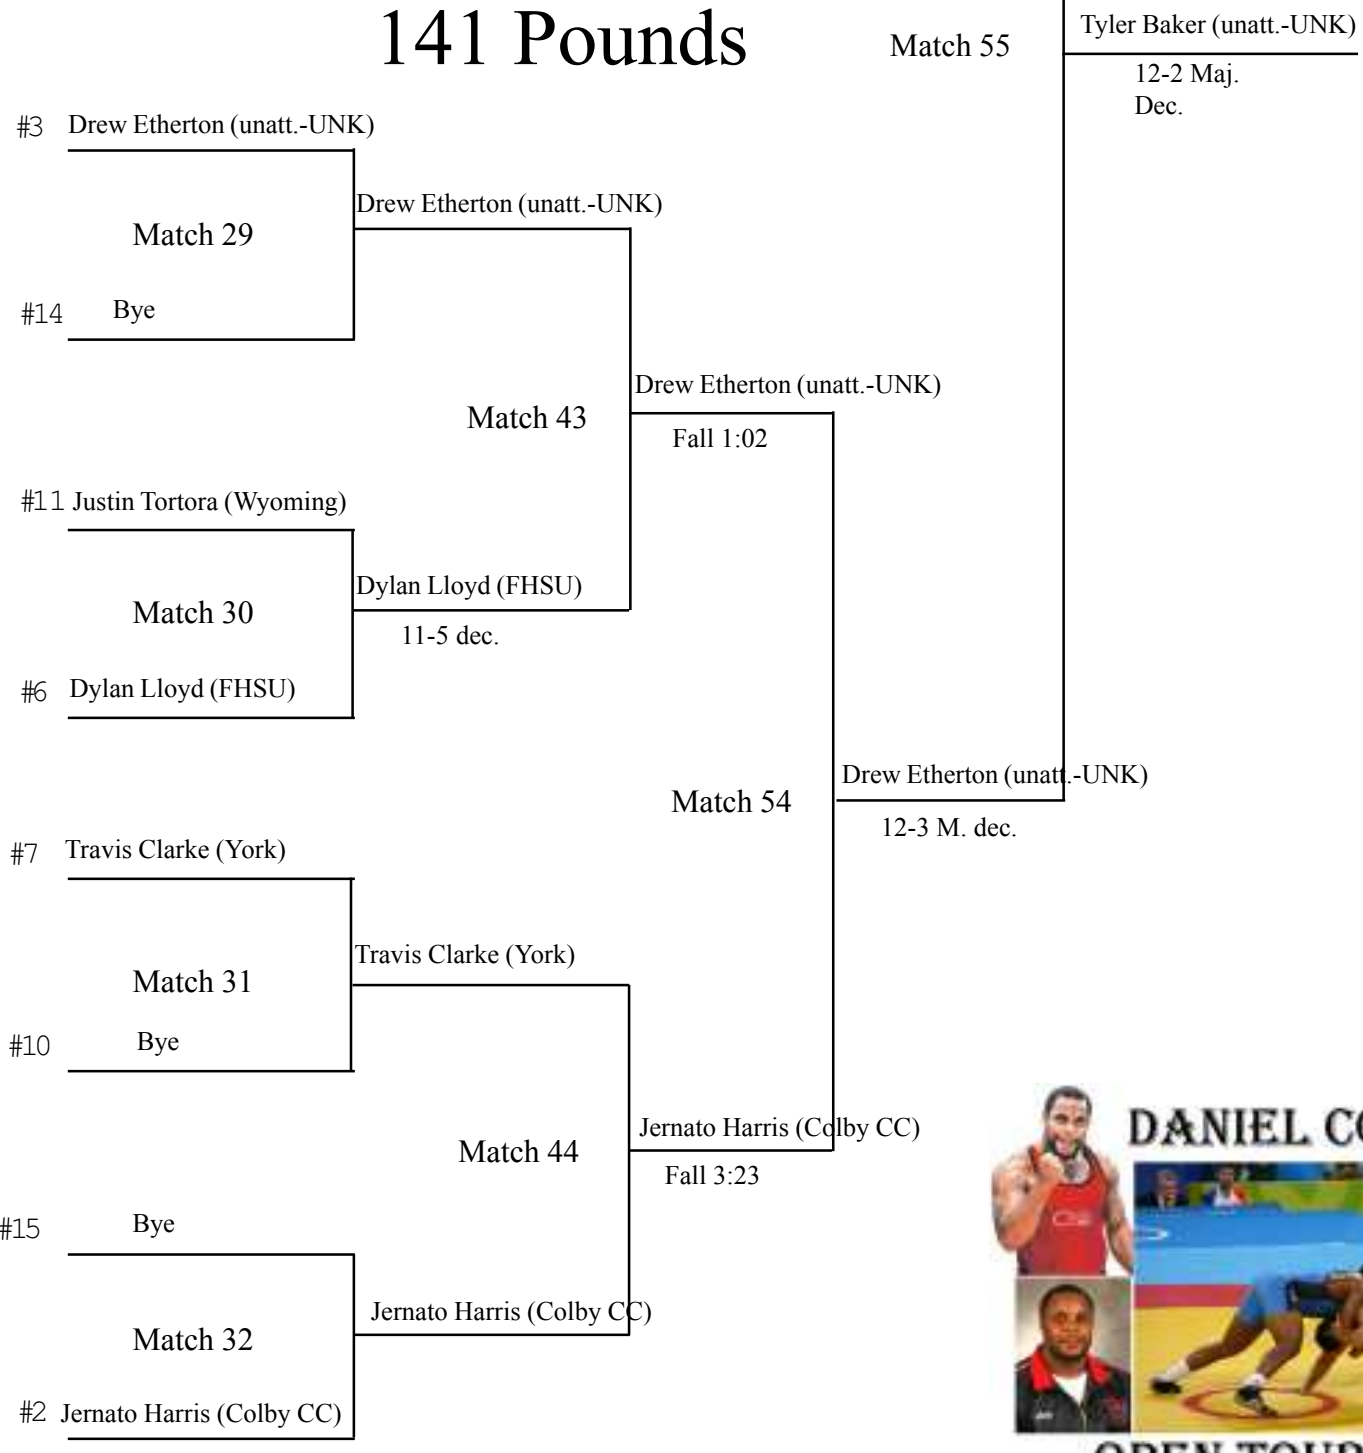 141 Pounds
Match 55
Tyler Baker (unatt.-UNK)
12-2 Maj.
Dec.
#3 Drew Etherton (unatt.-UNK)
Drew Etherton (unatt.-UNK)
Match 29
#14 Bye
Drew Etherton (unatt.-UNK)
Match 43
Fall 1:02
#11 Justin Tortora (Wyoming)
Dylan Lloyd (FHSU)
Match 30
11-5 dec.
#6 Dylan Lloyd (FHSU)
Drew Etherton (unatt.-UNK)
Match 54
12-3 M. dec.
#7 Travis Clarke (York)
Travis Clarke (York)
Match 31
#10 Bye
Jernato Harris (Colby CC)
Match 44
Fall 3:23
#15 Bye
Jernato Harris (Colby CC)
Match 32
#2 Jernato Harris (Colby CC)
DANIEL